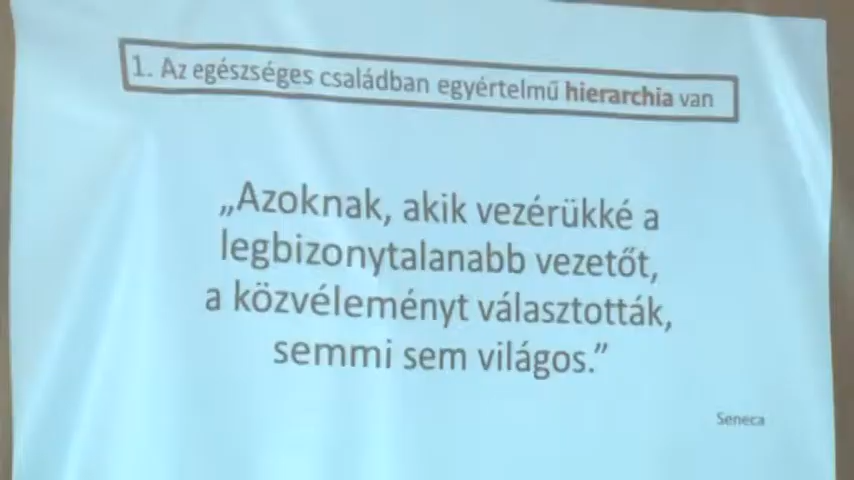 1. Az egészséges családban egyértelmű hierarchia van
„Azoknak, akik vezérükké a
legbizonytalanabb vezetőt,
a közvéleményt választották,
semmi sem világos.”
Seneca